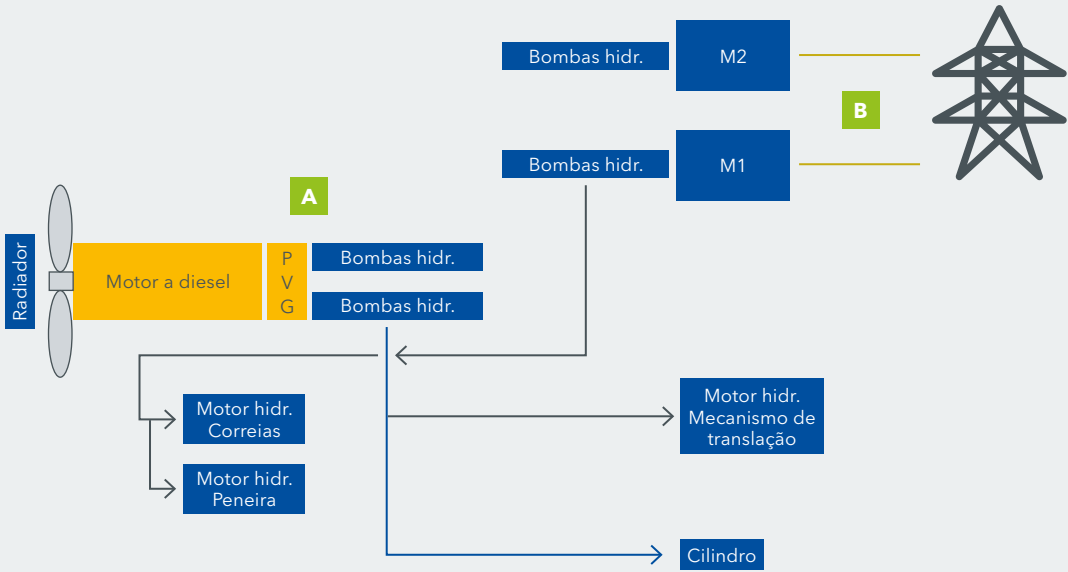 Bombas hidr.
M2
B
Bombas hidr.
M1
A
Radiador
Motor a diesel
P
V
G
Bombas hidr.
Bombas hidr.
Motor hidr.
Correias
Motor hidr.
Peneira
Motor hidr.
Mecanismo de
translação
Cilindro